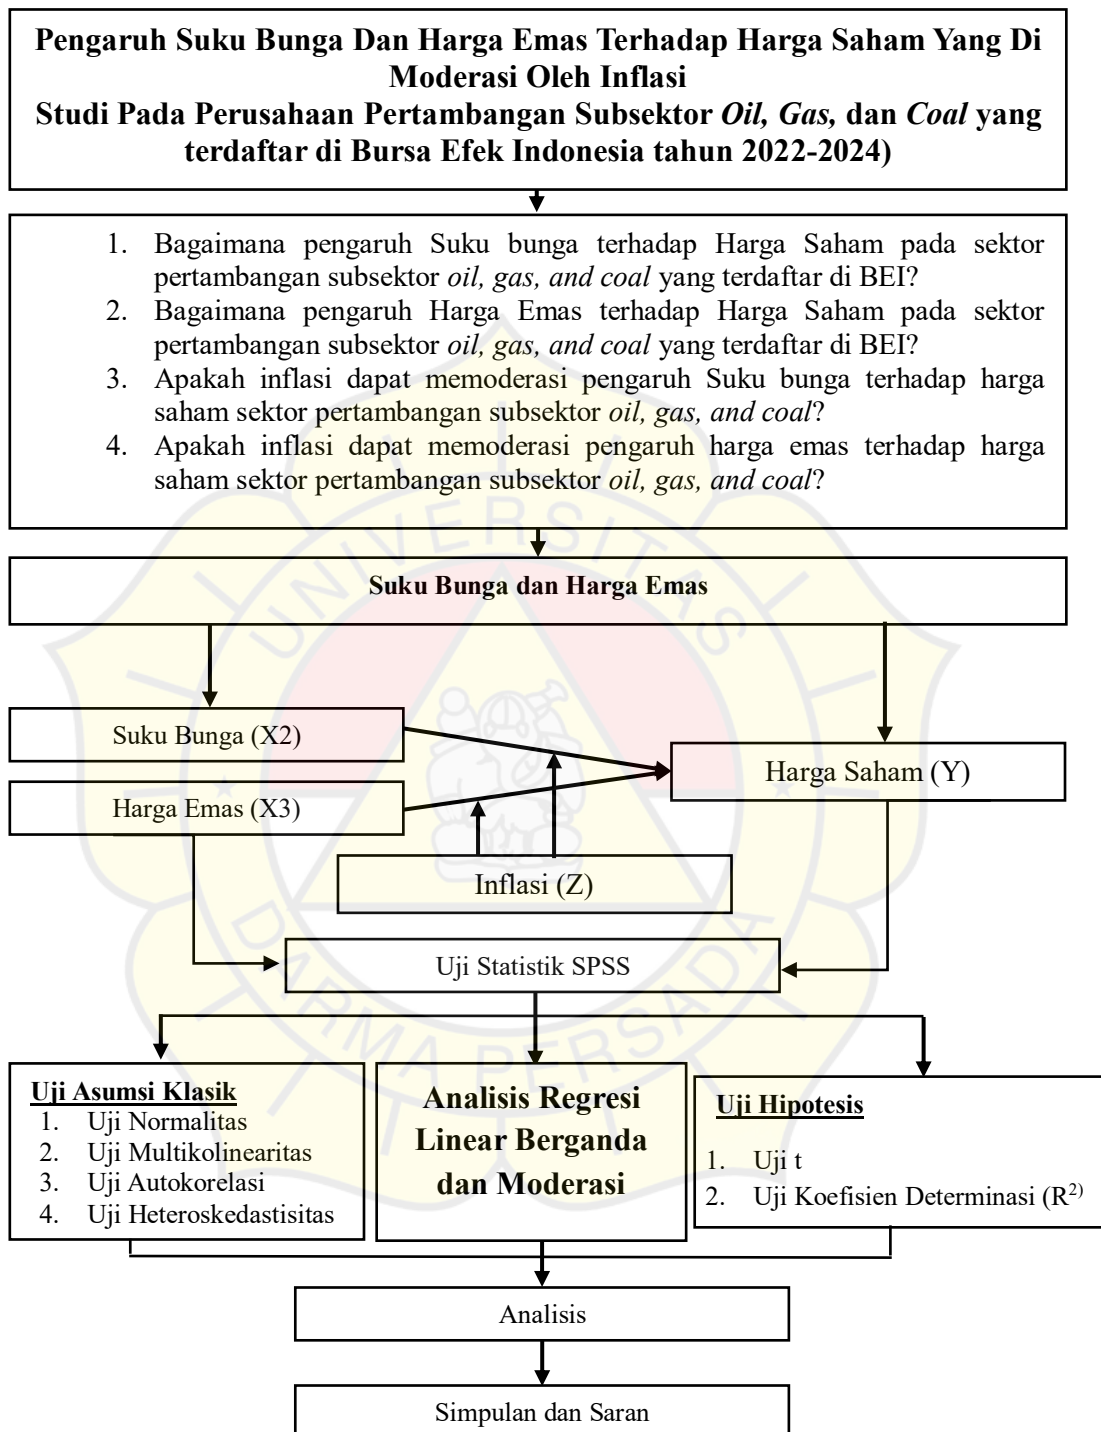 Pengaruh Suku Bunga Dan Harga Emas Terhadap Harga Saham Yang Di
Moderasi Oleh Inflasi
Studi Pada Perusahaan Pertambangan Subsektor Oil, Gas, dan Coal yang
terdaftar di Bursa Efek Indonesia tahun 2022-2024)
1. Bagaimana pengaruh Suku bunga terhadap Harga Saham pada sektor
pertambangan subsektor oil, gas, and coal yang terdaftar di BEI?
2. Bagaimana pengaruh Harga Emas terhadap Harga Saham pada sektor
pertambangan subsektor oil, gas, and coal yang terdaftar di BEI?
3. Apakah inflasi dapat memoderasi pengaruh Suku bunga terhadap harga
saham sektor pertambangan subsektor oil, gas, and coal?
4. Apakah inflasi dapat memoderasi pengaruh harga emas terhadap harga
saham sektor pertambangan subsektor oil, gas, and coal?
UNIVERSITAS
Suku Bunga dan Harga Emas
Suku Bunga (X2)
Harga Saham (Y)
Harga Emas (X3)
Inflasi (Z)
Uji Statistik SPSS
DARMA PERSADA
Uji Asumsi Klasik
1. Uji Normalitas
2. Uji Multikolinearitas
3. Uji Autokorelasi
4. Uji Heteroskedastisitas
Analisis Regresi
Linear Berganda
dan Moderasi
Uji Hipotesis
1. Uji t
2. Uji Koefisien Determinasi (R²⁾
Analisis
Simpulan dan Saran